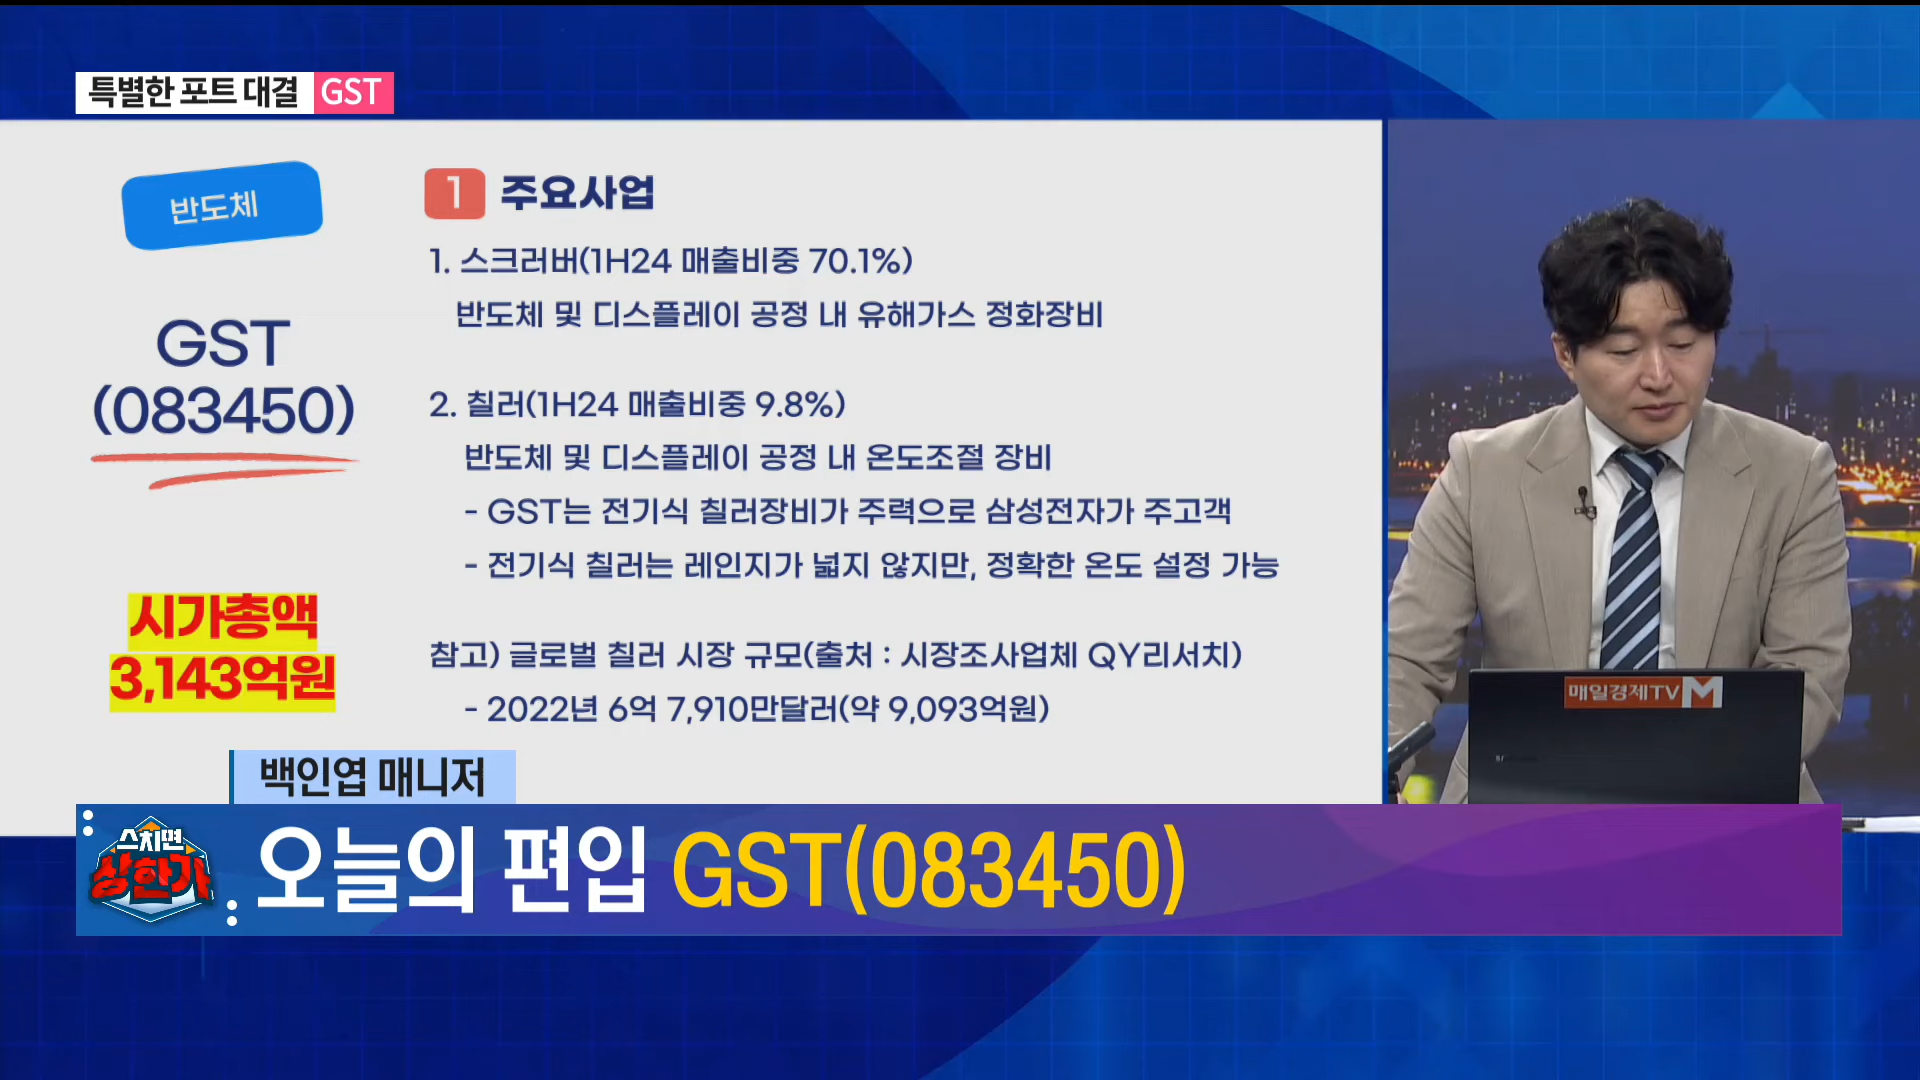 특별한 포트 대결 GST
반도체
GST
(083450)
시가총액
3,143억원
1 주요사업
1. 스크러버(1H24 매출비중 70.1%)
반도체 및 디스플레이 공정 내 유해가스 정화장비
2. 칠러(1H24 매출비중 9.8%)
반도체 및 디스플레이 공정 내 온도조절 장비
- GST는 전기식 칠러장비가 주력으로 삼성전자가 주고객
- 전기식 칠러는 레인지가 넓지 않지만, 정확한 온도 설정 가능
참고) 글로벌 칠러 시장 규모(출처 : 시장조사업체 QY리서치)
- 2022년 6억 7,910만달러(약 9,093억원)
매일경제TV M
백인엽 매니저
스치면
상한가
오늘의 편입 GST(083450)